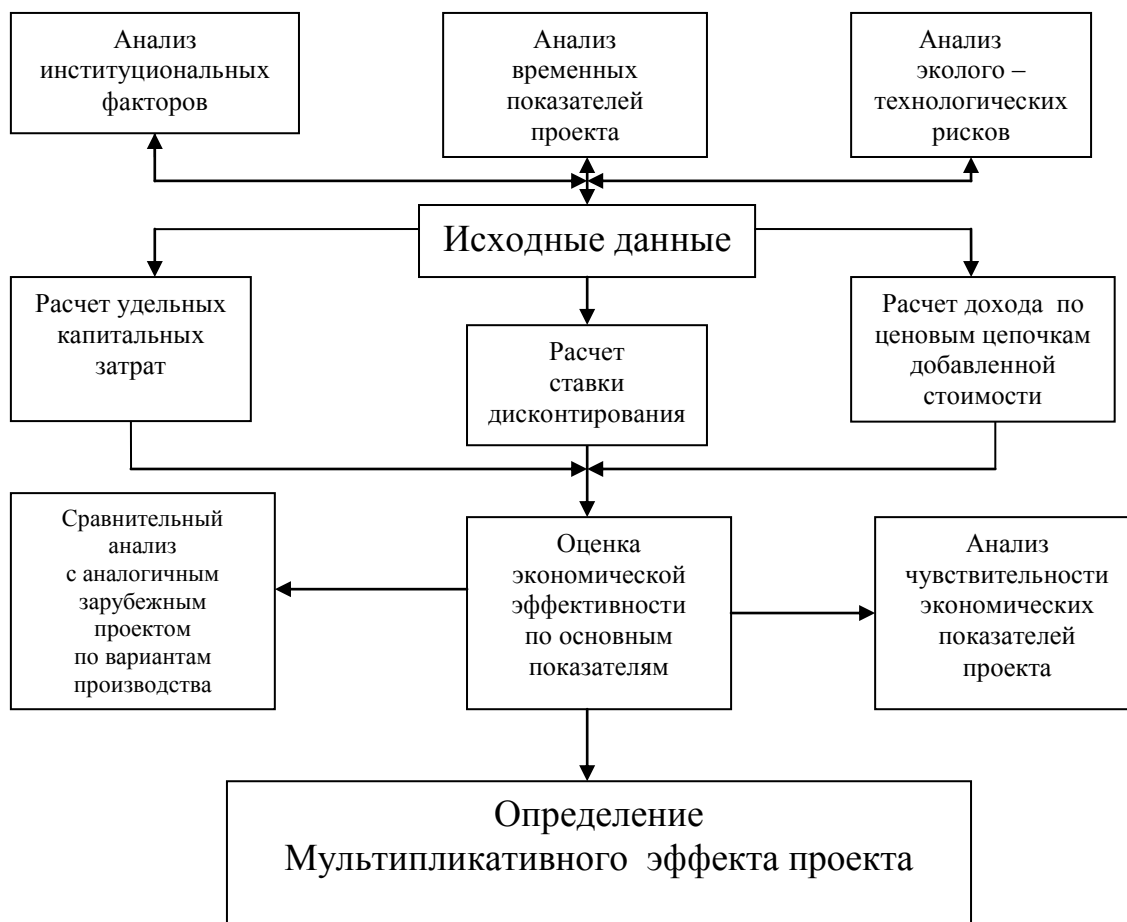 Анализ
институциональных
факторов
Анализ
временных
показателей
проекта
Анализ
эколого –
технологических
рисков
Исходные данные
Расчет удельных
капитальных
затрат
Расчет
ставки
дисконтирования
Расчет дохода по
ценовым цепочкам
добавленной
стоимости
Сравнительный
анализ
с аналогичным
зарубежным
проектом
по вариантам
производства
Оценка
экономической
эффективности
по основным
показателям
Анализ
чувствительности
экономических
показателей
проекта
Определение
Мультипликативного эффекта проекта